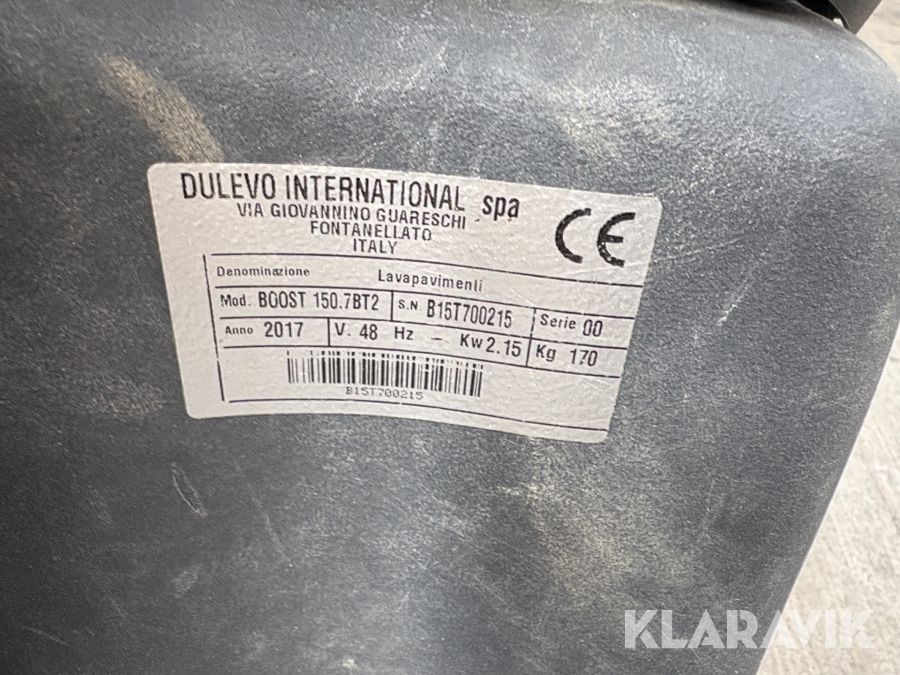 DULEVO INTERNATIONAL spa
VIA GIOVANNINO GUARESCHI
FONTANELLATO
ITALY
CE
Denominazione Lavapavimenti
Mod. BOOST 150.7BT2 S.N B15T700215 Serie 00
Anno 2017 V. 48 Hz – Kw 2.15 Kg 170
B15T700215
KLARAVIK